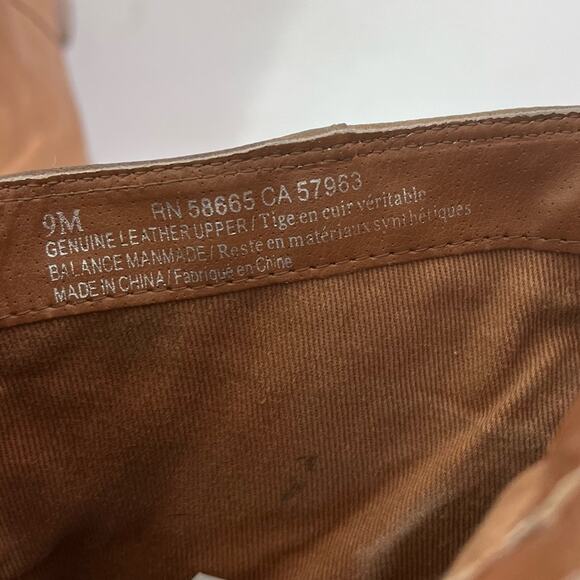 9M RN 58665 CA 57963
GENUINE LEATHER UPPER / Tige en cuir véritable
BALANCE MANMADE / Reste en matériaux synthétiques
MADE IN CHINA / Fabriqué en Chine